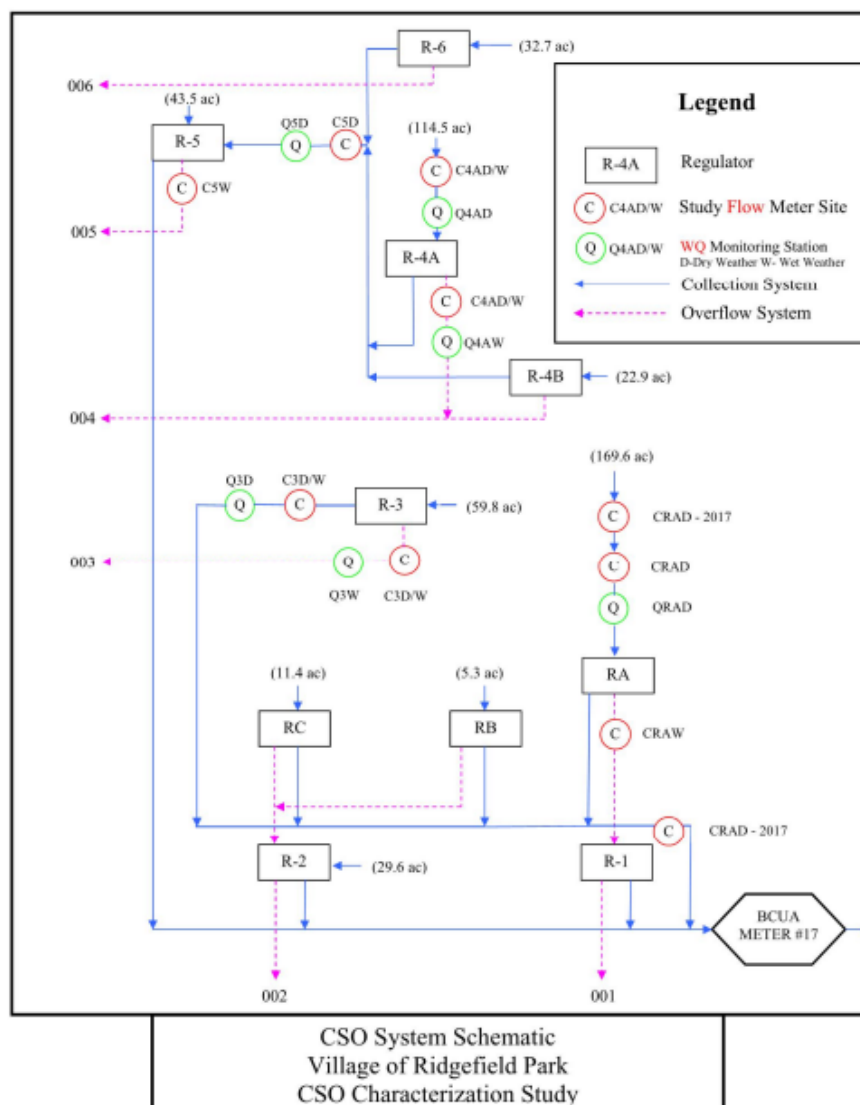 R-6
(32.7 ac)
006
(43.5 ac)
Q5D
C5D
(114.5 ac)
R-5
Q
C
C
C4AD/W
C
C5W
Q
Q4AD
005
R-4A
C
C4AD/W
Q
Q4AW
R-4B
(22.9 ac)
004
Legend
R-4A
Regulator
C
C4AD/W
Study Flow Meter Site
Q
Q4AD/W
WQ Monitoring Station
D-Dry Weather W- Wet Weather
Collection System
Overflow System
(169.6 ac)
Q3D
C3D/W
Q
C
R-3
(59.8 ac)
C
CRAD - 2017
003
Q
C
C
CRAD
Q3W
C3D/W
Q
QRAD
(11.4 ac)
(5.3 ac)
RA
RC
RB
C
CRAW
C
CRAD - 2017
R-2
(29.6 ac)
R-1
BCUA
METER #17
002
001
CSO System Schematic
Village of Ridgefield Park
CSO Characterization Study